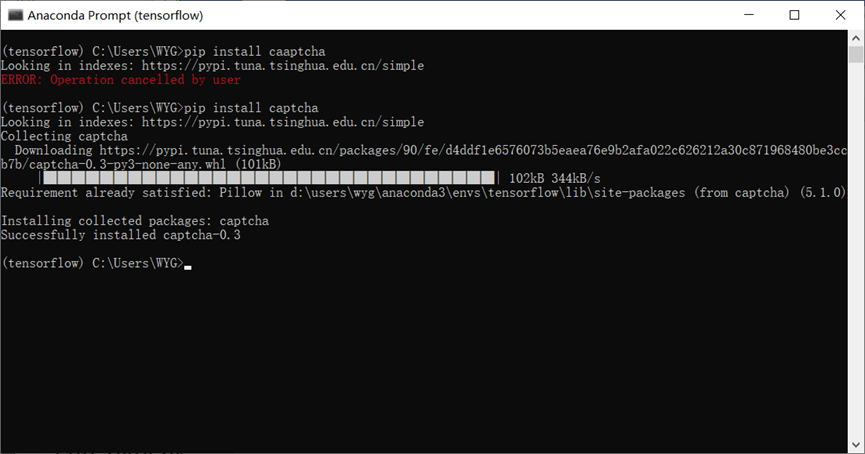 Anaconda Prompt (tensorflow)
(tensorflow) C:\Users\WYG>pip install caaptcha
Looking in indexes: https://pypi.tuna.tsinghua.edu.cn/simple
ERROR: Operation cancelled by user
(tensorflow) C:\Users\WYG>pip install captcha
Looking in indexes: https://pypi.tuna.tsinghua.edu.cn/simple
Collecting captcha
Downloading https://pypi.tuna.tsinghua.edu.cn/packages/90/fe/d4ddf1e6576073b5eaea76e9b2afa022c626212a30c871968480be3cc
b7b/captcha-0.3-py3-none-any.whl (101kB)
102kB 344kB/s
Requirement already satisfied: Pillow in d:\users\wyg\anaconda3\envs\tensorflow\lib\site-packages (from captcha) (5.1.0)
Installing collected packages: captcha
Successfully installed captcha-0.3
(tensorflow) C:\Users\WYG>